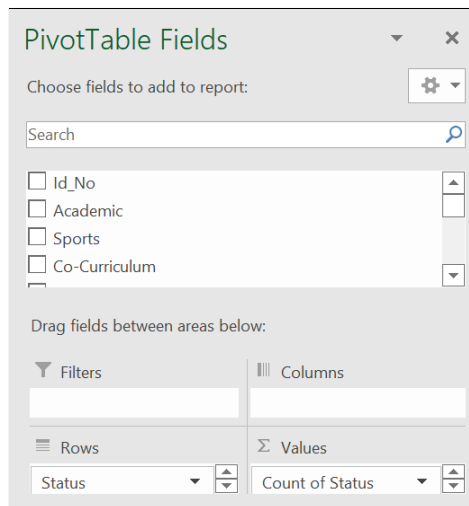 PivotTable Fields
Choose fields to add to report:
Search
Id_No
Academic
Sports
Co-Curriculum
Drag fields between areas below:
Filters
Columns
Rows
Σ Values
Status
Count of Status